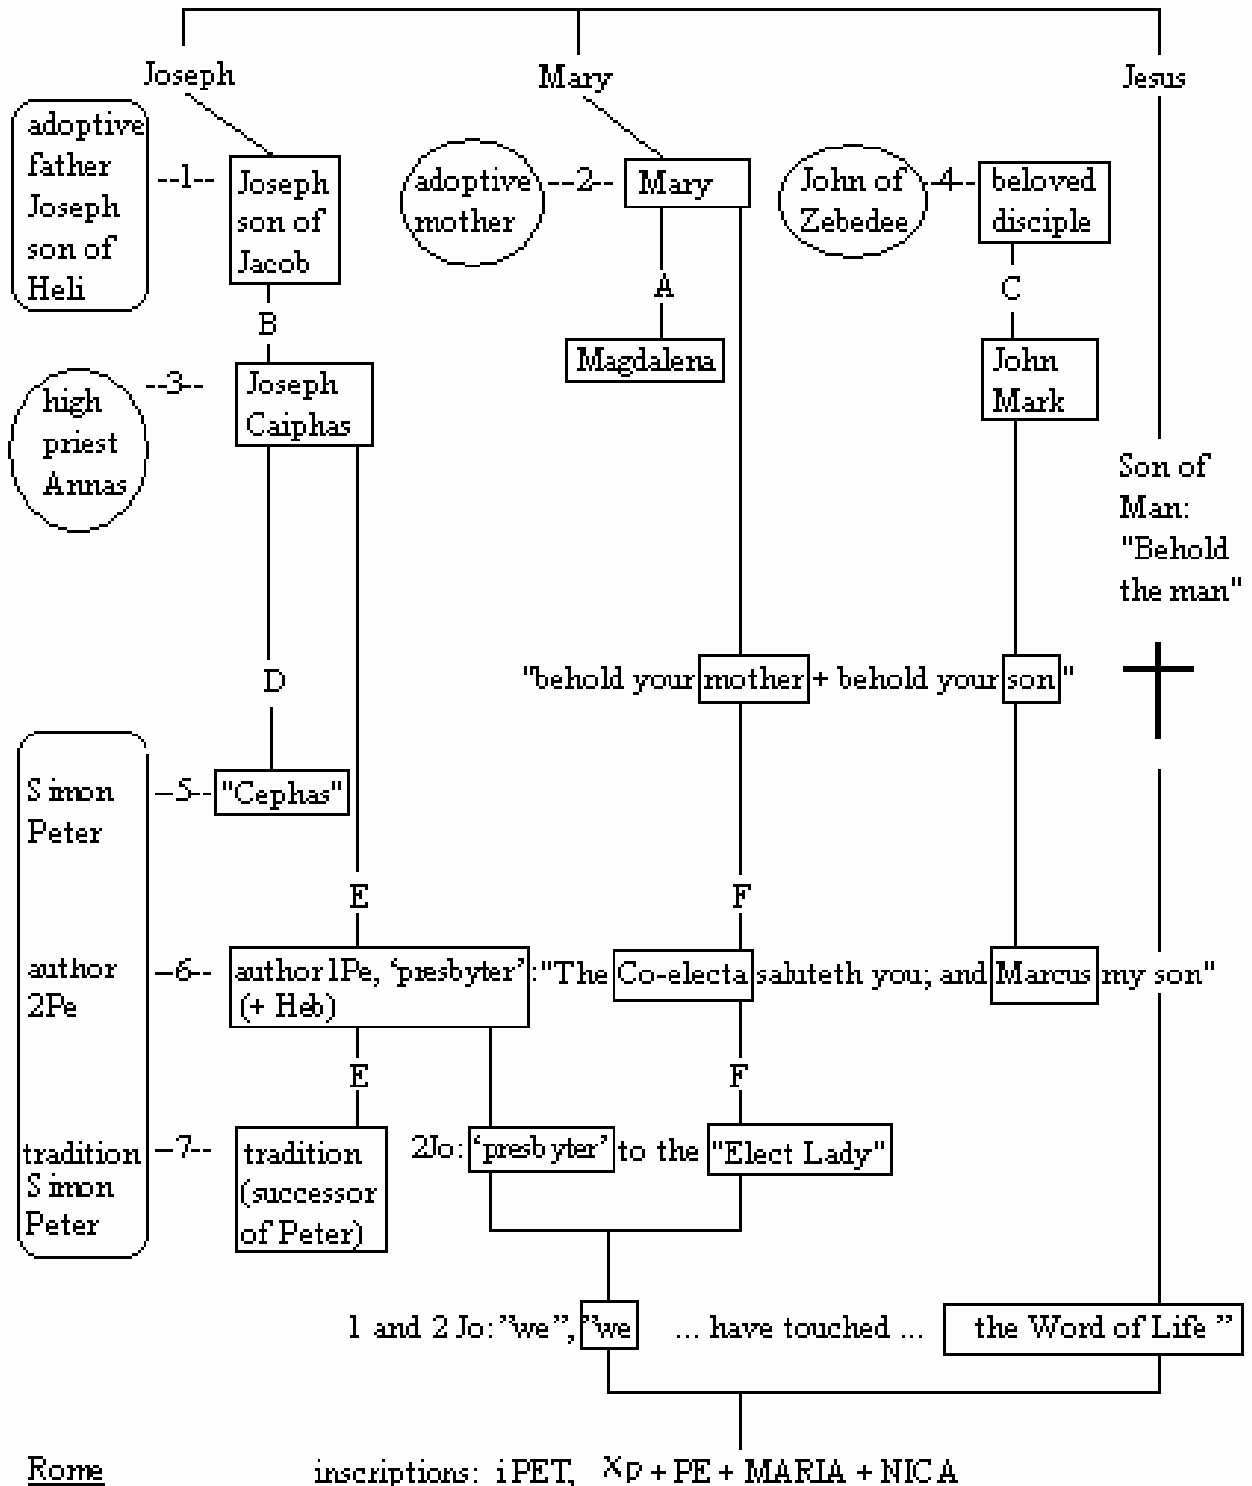 Joseph Mary Jesus
adoptive
father
Joseph
son of
Heli
--1--
Joseph
son of
Jacob
adoptive
mother
--2--
Mary
John of
Zebedee
-4--
beloved
disciple
B
A
C
high
priest
Annas
--3--
Joseph
Caiphas
Magdalena
John
Mark
Son of
Man:
"Behold
the man"
D
"behold your mother + behold your son"
Simon
Peter
--5--
"Cephas"
E
F
author
2Pe
--6--
author1Pe, ‘presbyter’: "The Co-electa saluteth you; and Marcus my son"
(+ Heb)
E
F
tradition
Simon
Peter
--7--
tradition
(successor
of Peter)
2Jo: ‘presbyter’ to the "Elect Lady"
1 and 2 Jo: ”we”, ”we ... have touched ... the Word of Life ”
Rome
inscriptions: iPET, XP + PE + MARIA + NICA